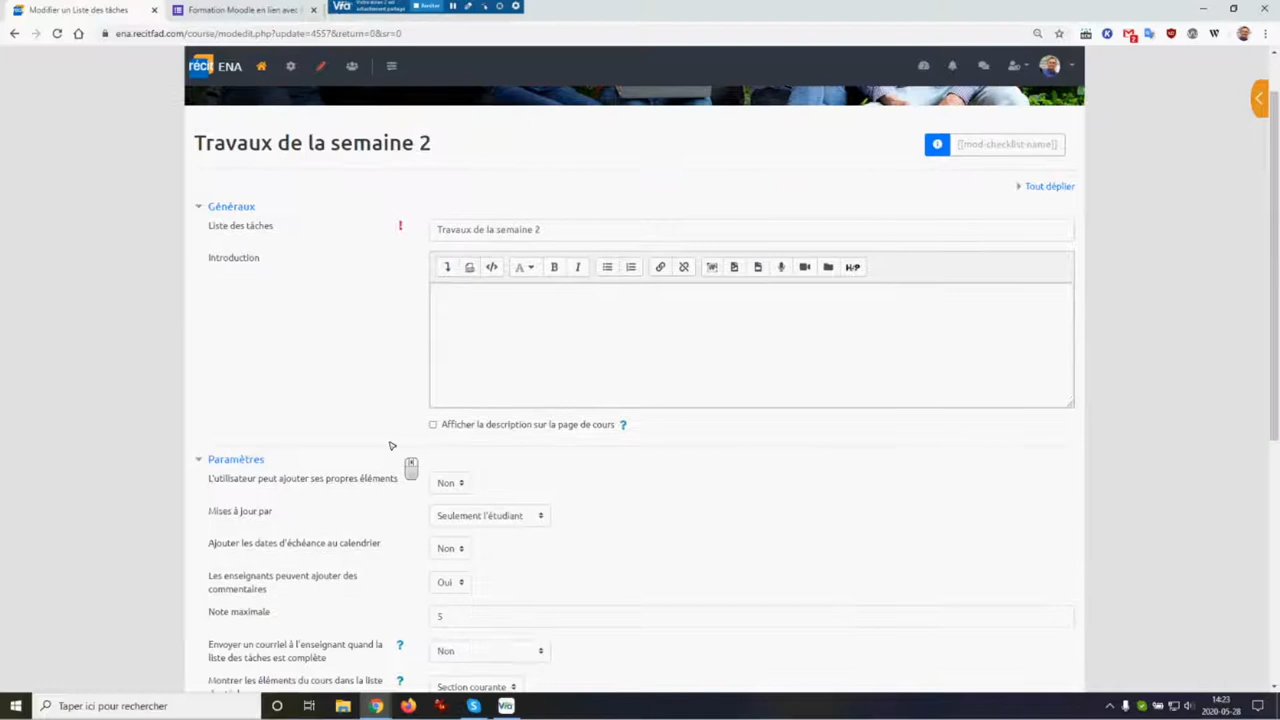 Modifier un Liste des tâches
Formation Moodle en lien avec
Via
ena.recitfad.com/course/modedit.php?update=4557&return=0&sr=0
récit ENA
Travaux de la semaine 2
[[mod-checklist-name]]
Tout déplier
Généraux
Liste des tâches
Travaux de la semaine 2
Introduction
A B I
H-P
Afficher la description sur la page de cours ?
Paramètres
L'utilisateur peut ajouter ses propres éléments
Non
Mises à jour par
Seulement l'étudiant
Ajouter les dates d'échéance au calendrier
Non
Les enseignants peuvent ajouter des
commentaires
Oui
Note maximale
5
Envoyer un courriel à l'enseignant quand la
liste des tâches est complète
?
Non
Montrer les éléments du cours dans la liste
?
Section courante
Taper ici pour rechercher
Via
14:23
2020-05-28